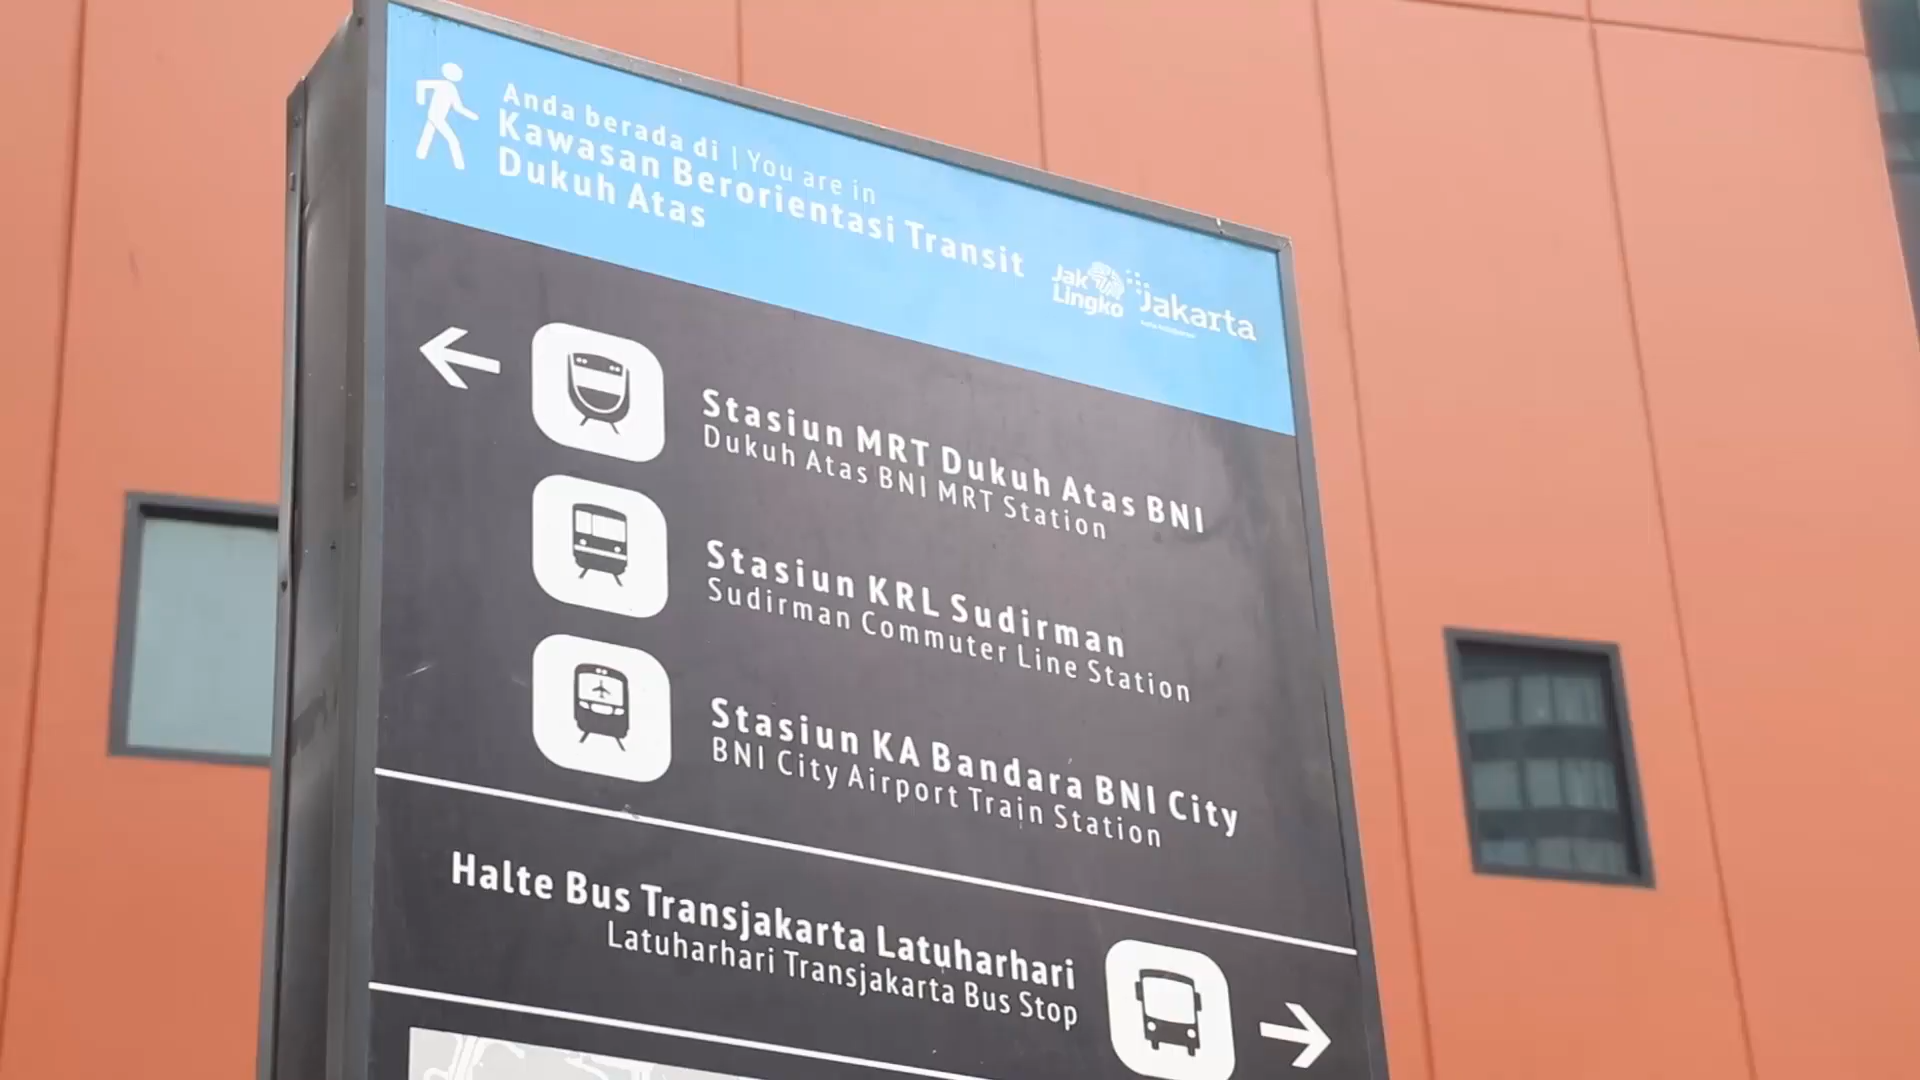 Anda berada di | You are in
Kawasan Berorientasi Transit
Dukuh Atas
Jak
Lingko
jakarta
Stasiun MRT Dukuh Atas BNI
Dukuh Atas BNI MRT Station
Stasiun KRL Sudirman
Sudirman Commuter Line Station
Stasiun KA Bandara BNI City
BNI City Airport Train Station
Halte Bus Transjakarta Latuharhari
Latuharhari Transjakarta Bus Stop